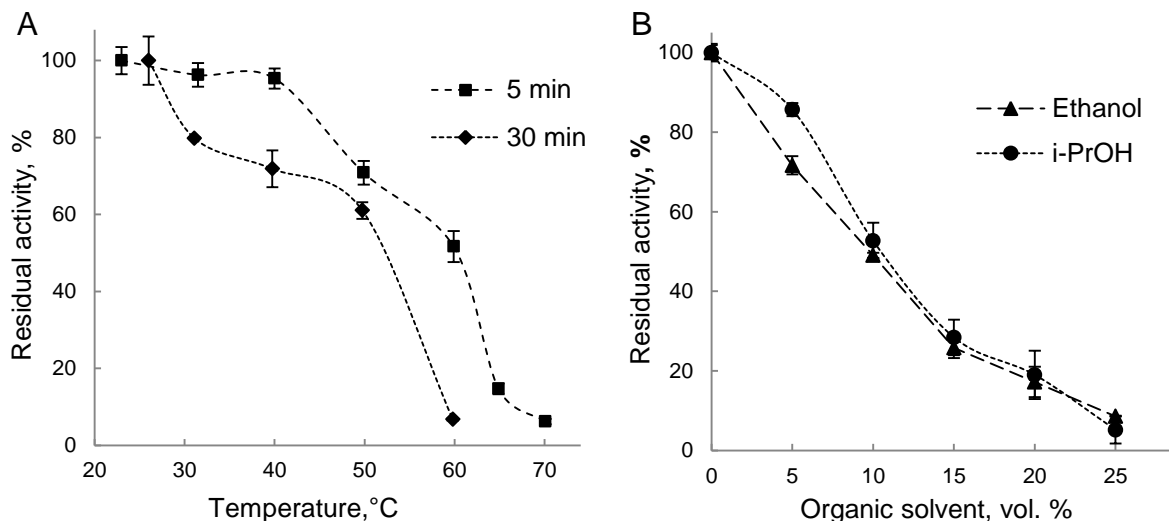 A
Residual activity, %
100
80
60
40
20
0
20 30 40 50 60 70
Temperature,°C
5 min
30 min
B
Residual activity, %
100
80
60
40
20
0
0 5 10 15 20 25
Organic solvent, vol. %
Ethanol
i-PrOH